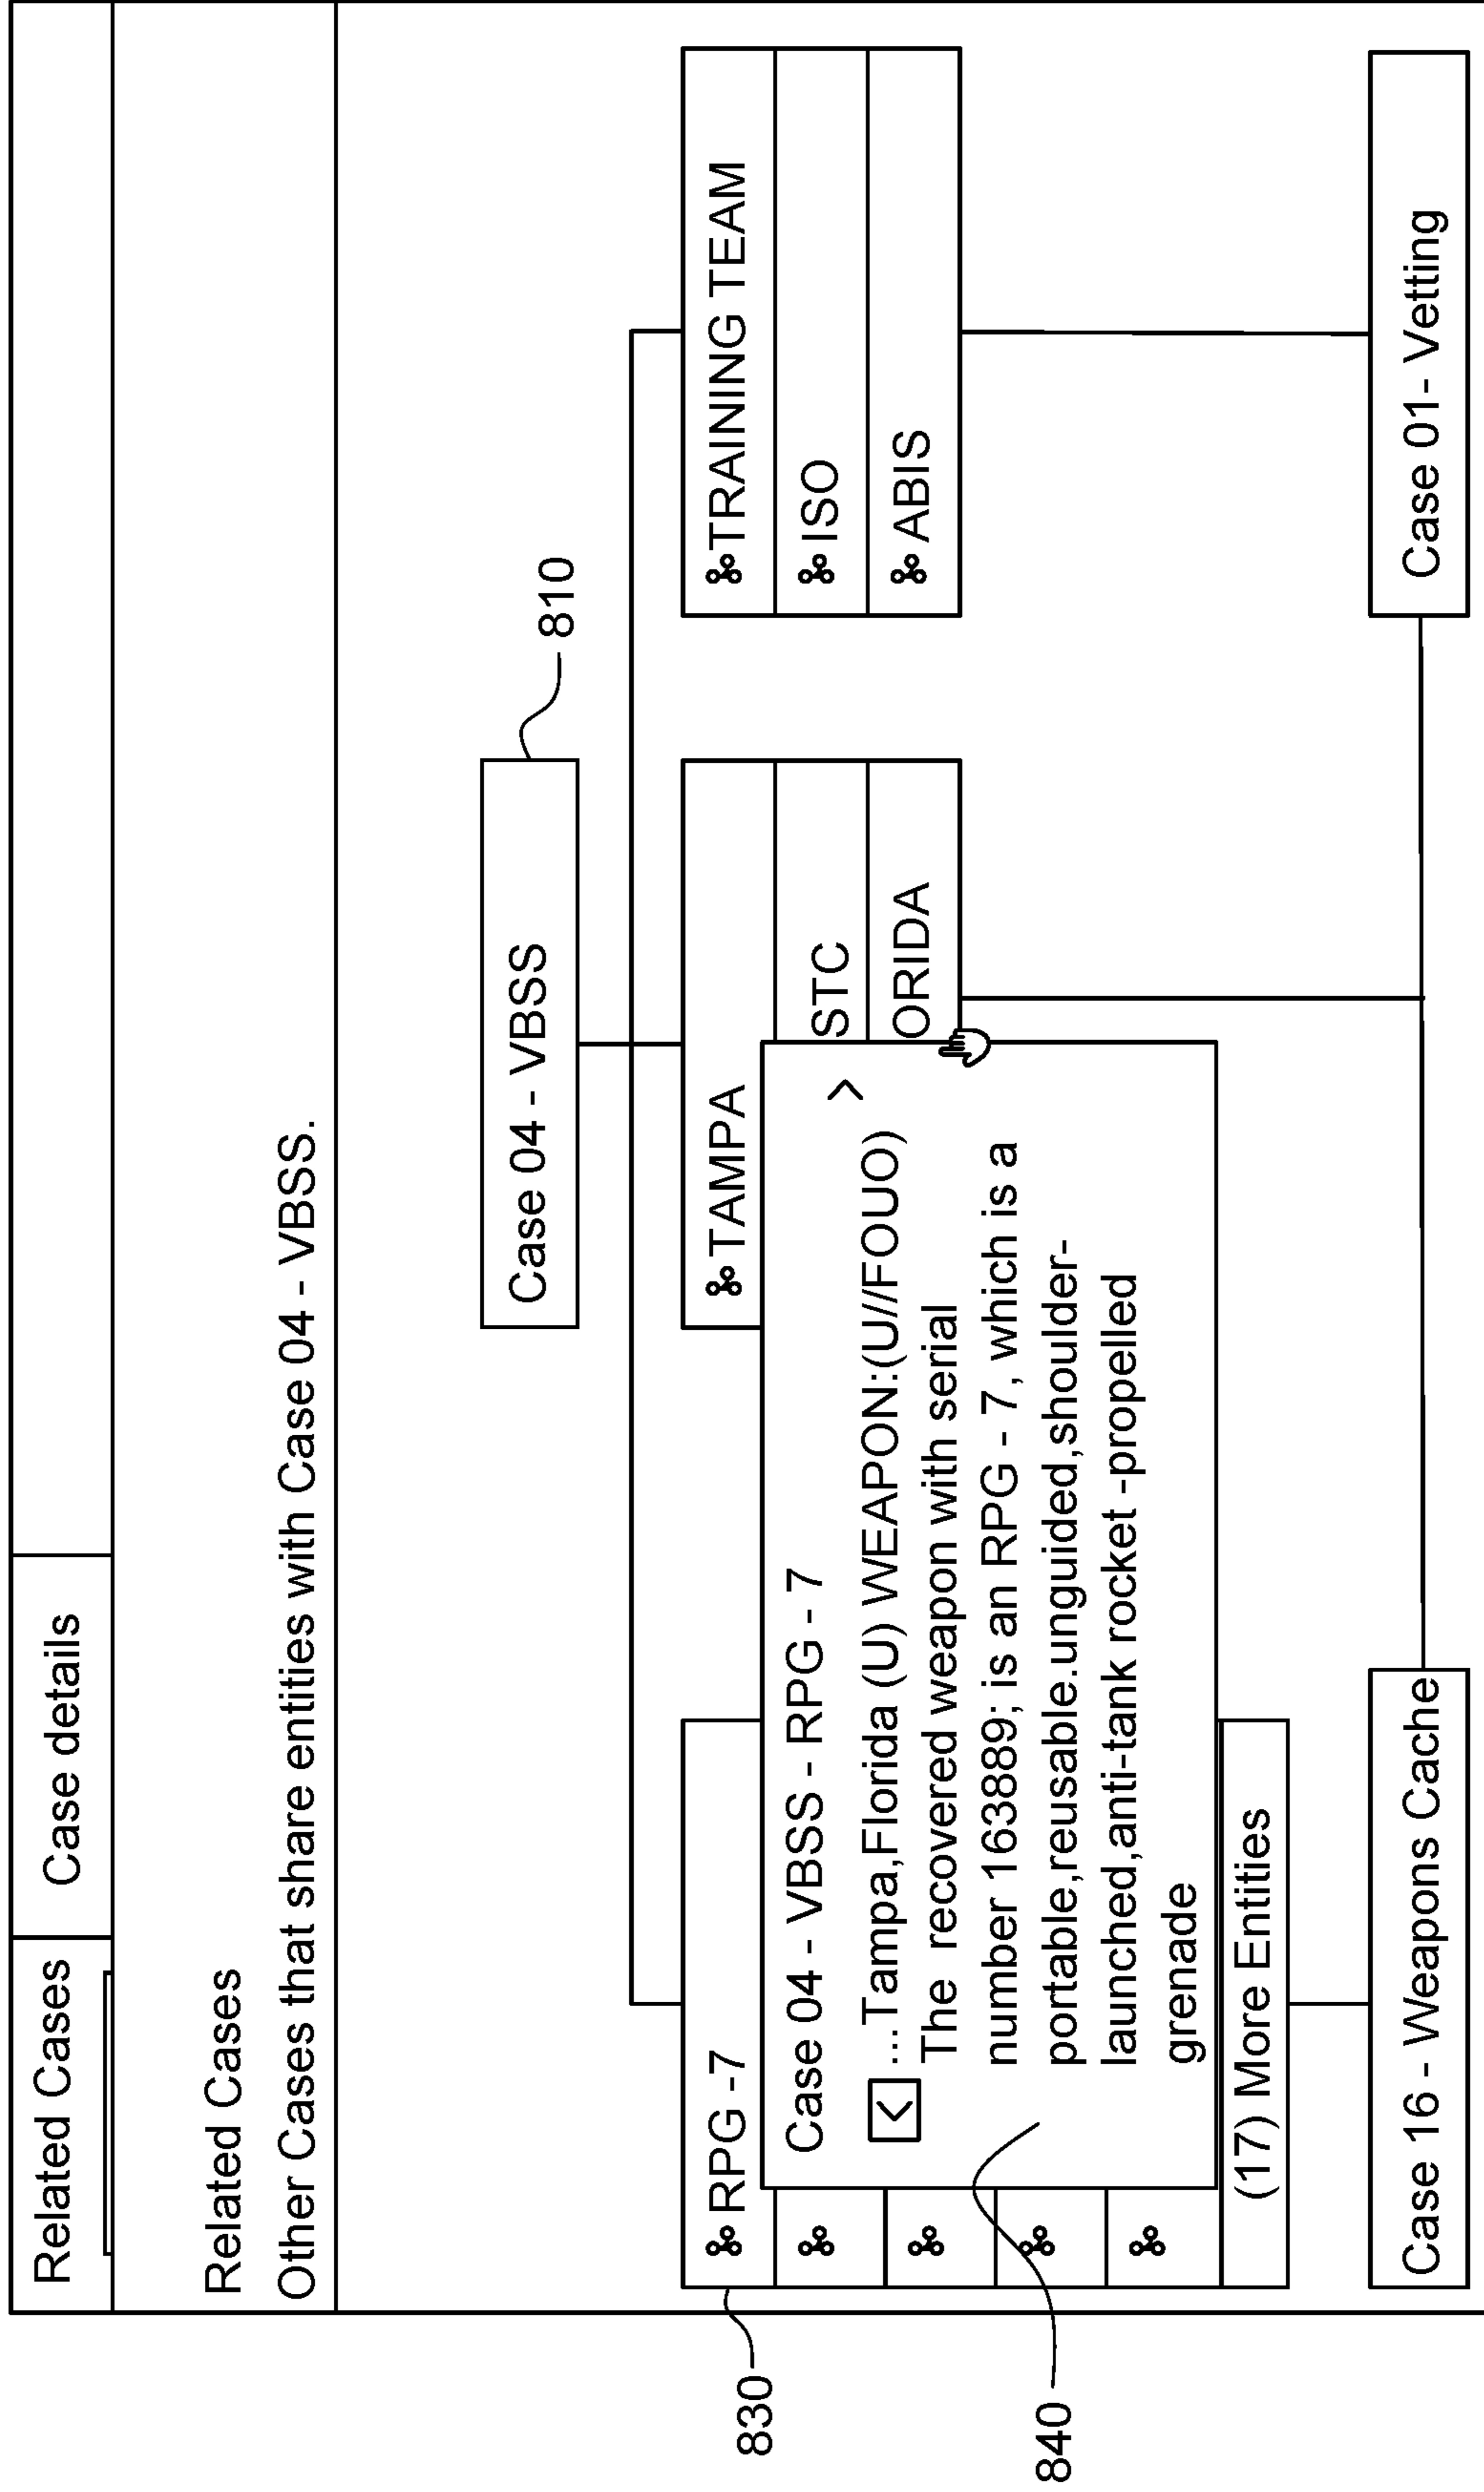 Related Cases
Case details
Related Cases
Other Cases that share entities with Case 04 - VBSS.
Case 04 - VBSS
810
830
RPG -7
TAMPA
TRAINING TEAM
STC
ISO
ORIDA
ABIS
Case 04 - VBSS - RPG - 7
...Tampa,Florida (U) WEAPON:(U//FOUO)
The recovered weapon with serial
number 163889; is an RPG - 7, which is a
portable,reusable.unguided,shoulder-
launched,anti-tank rocket -propelled
grenade
840
(17) More Entities
Case 16 - Weapons Cache
Case 01- Vetting